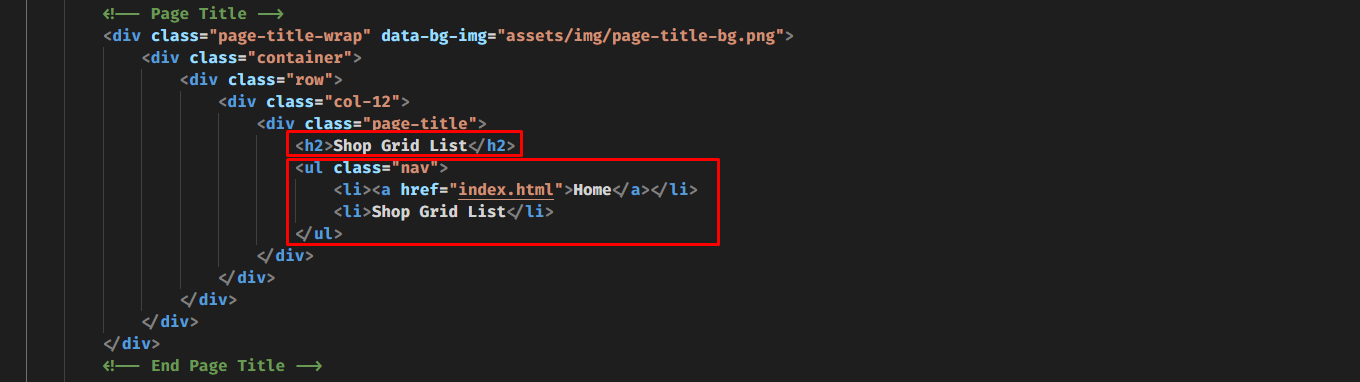 <!-- Page Title -->
<div class="page-title-wrap" data-bg-img="assets/img/page-title-bg.png">
<div class="container">
<div class="row">
<div class="col-12">
<div class="page-title">
<h2>Shop Grid List</h2>
<ul class="nav">
<li><a href="index.html">Home</a></li>
<li>Shop Grid List</li>
</ul>
</div>
</div>
</div>
</div>
</div>
<!-- End Page Title -->